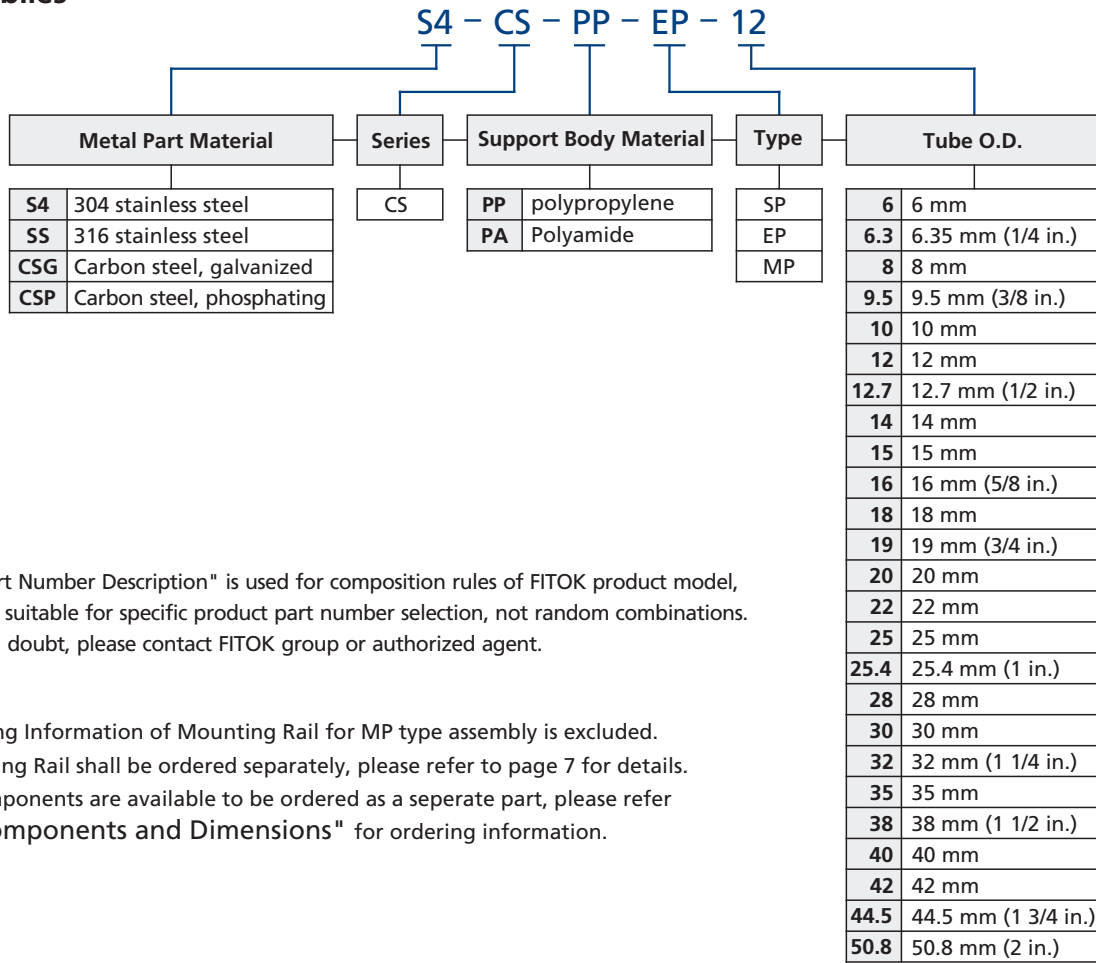 S4 – CS – PP – EP – 12
Metal Part Material
S4 304 stainless steel
SS 316 stainless steel
CSG Carbon steel, galvanized
CSP Carbon steel, phosphating
Series
CS
Support Body Material
PP polypropylene
PA Polyamide
Type
SP
EP
MP
Tube O.D.
6 6 mm
6.3 6.35 mm (1/4 in.)
8 8 mm
9.5 9.5 mm (3/8 in.)
10 10 mm
12 12 mm
12.7 12.7 mm (1/2 in.)
14 14 mm
15 15 mm
16 16 mm (5/8 in.)
18 18 mm
19 19 mm (3/4 in.)
20 20 mm
22 22 mm
25 25 mm
25.4 25.4 mm (1 in.)
28 28 mm
30 30 mm
32 32 mm (1 1/4 in.)
35 35 mm
38 38 mm (1 1/2 in.)
40 40 mm
42 42 mm
44.5 44.5 mm (1 3/4 in.)
50.8 50.8 mm (2 in.)
Number Description" is used for composition rules of FITOK product model,
suitable for specific product part number selection, not random combinations.
doubt, please contact FITOK group or authorized agent.
Information of Mounting Rail for MP type assembly is excluded.
Rail shall be ordered separately, please refer to page 7 for details.
are available to be ordered as a seperate part, please refer
and Dimensions" for ordering information.